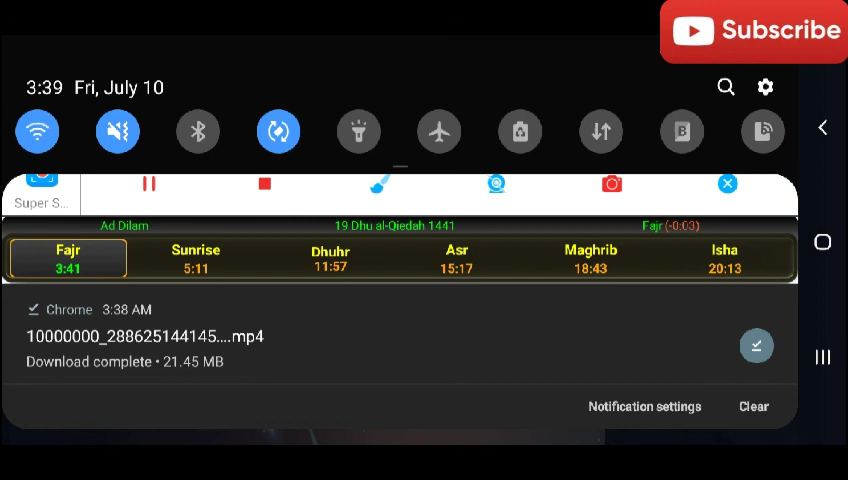 Subscribe
3:39 Fri, July 10
Super S...
Ad Dilam 19 Dhu al-Qiedah 1441 Fajr (-0:03)
Fajr Sunrise Dhuhr Asr Maghrib Isha
3:41 5:11 11:57 15:17 18:43 20:13
Chrome 3:38 AM
10000000_288625144145....mp4
Download complete • 21.45 MB
Notification settings Clear